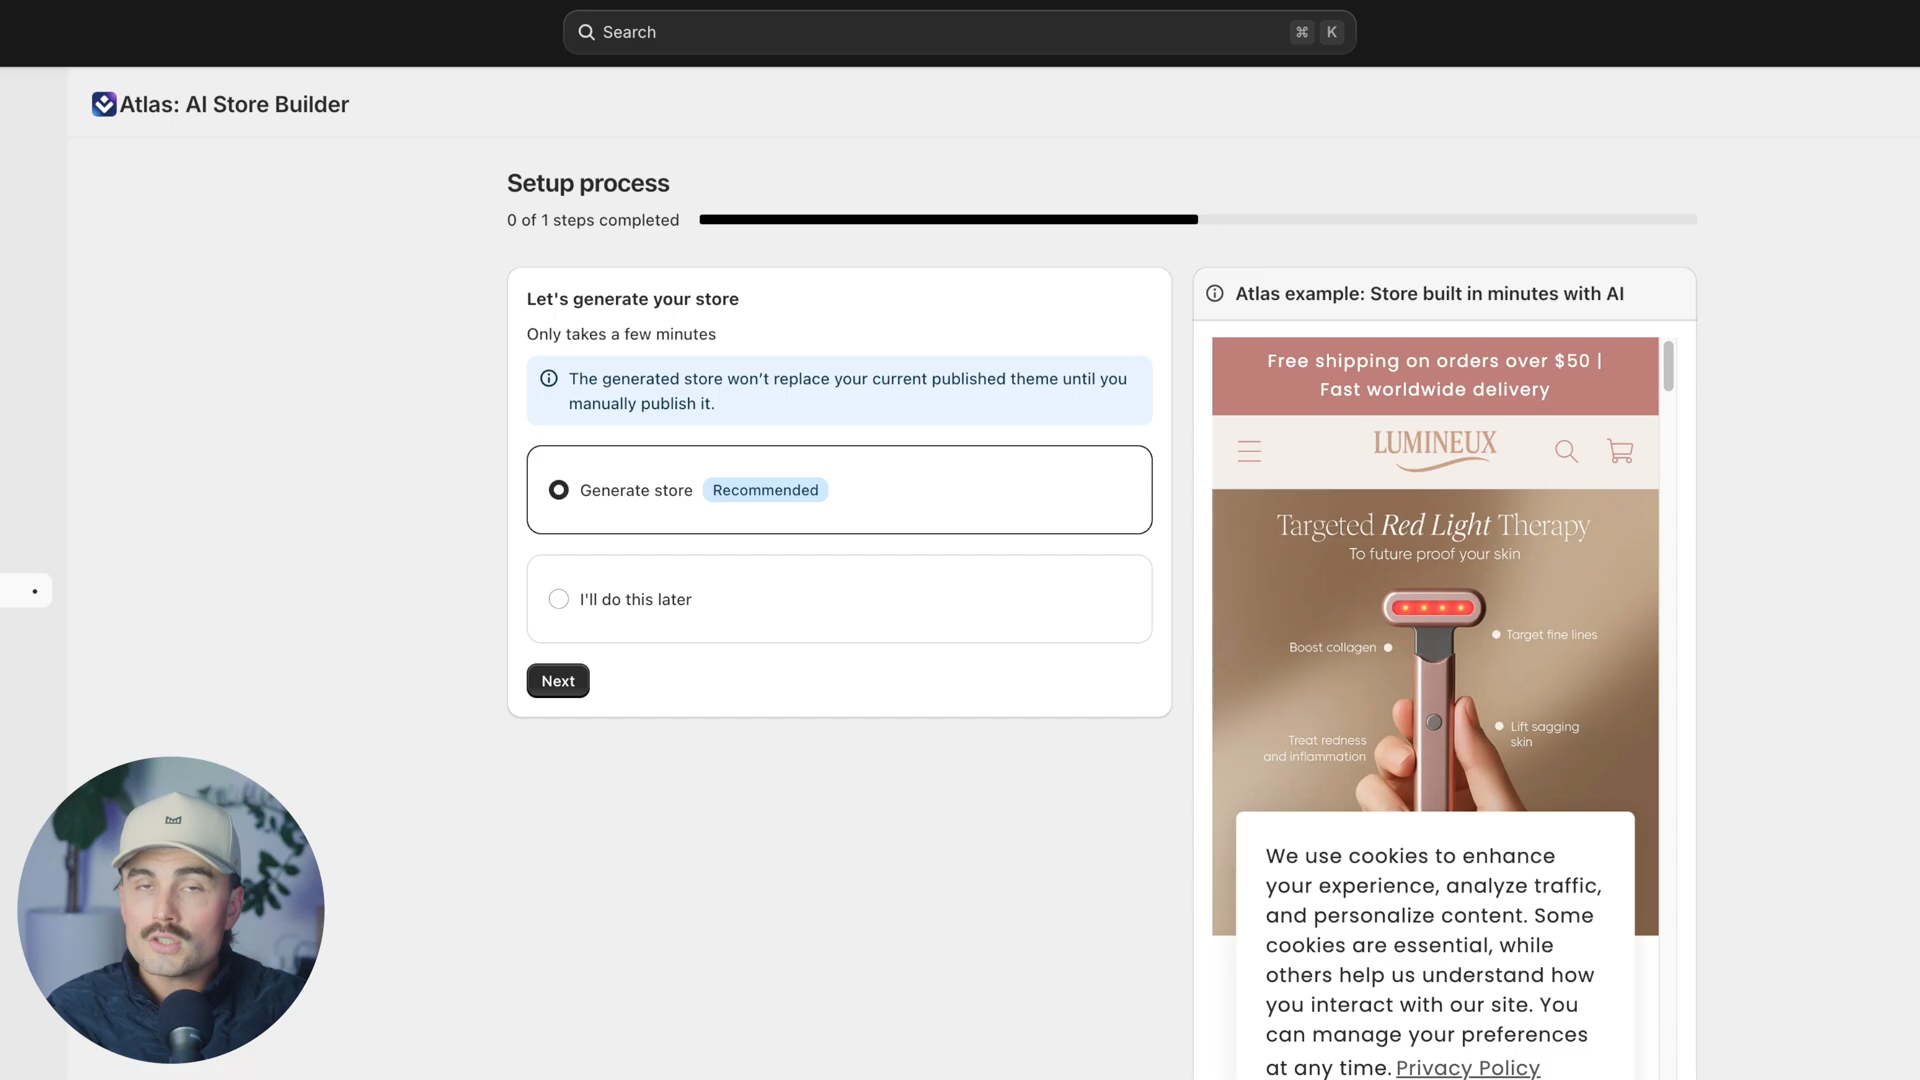 Search
⌘ K
Atlas: AI Store Builder
Setup process
0 of 1 steps completed
Let's generate your store
Only takes a few minutes
The generated store won’t replace your current published theme until you
manually publish it.
Generate store Recommended
I'll do this later
Next
Atlas example: Store built in minutes with AI
Free shipping on orders over $50 |
Fast worldwide delivery
LUMINEUX
Targeted Red Light Therapy
To future proof your skin
Boost collagen
Target fine lines
Treat redness
and inflammation
Lift sagging
skin
We use cookies to enhance
your experience, analyze traffic,
and personalize content. Some
cookies are essential, while
others help us understand how
you interact with our site. You
can manage your preferences
at any time. Privacy Policy